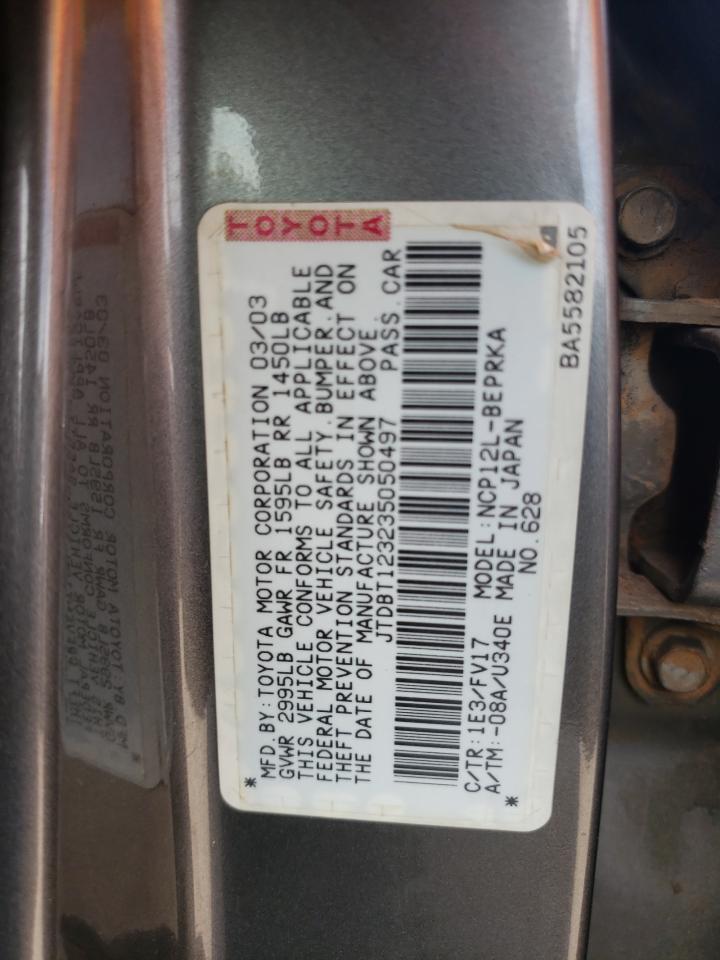 TOYOTA
*MFD.BY:TOYOTA MOTOR CORPORATION 03/03
GVWR 2995LB GAWR FR 1595LB RR 1450LB
THIS VEHICLE CONFORMS TO ALL APPLICABLE
FEDERAL MOTOR VEHICLE SAFETY,BUMPER,AND
THEFT PREVENTION STANDARDS IN EFFECT ON
THE DATE OF MANUFACTURE SHOWN ABOVE.
JTDBT123235050497 PASS. CAR
C/TR:1E3/FV17 MODEL:NCP12L-BEPRKA
A/TM:-08A/U340E MADE IN JAPAN
* NO.628
BA5582105